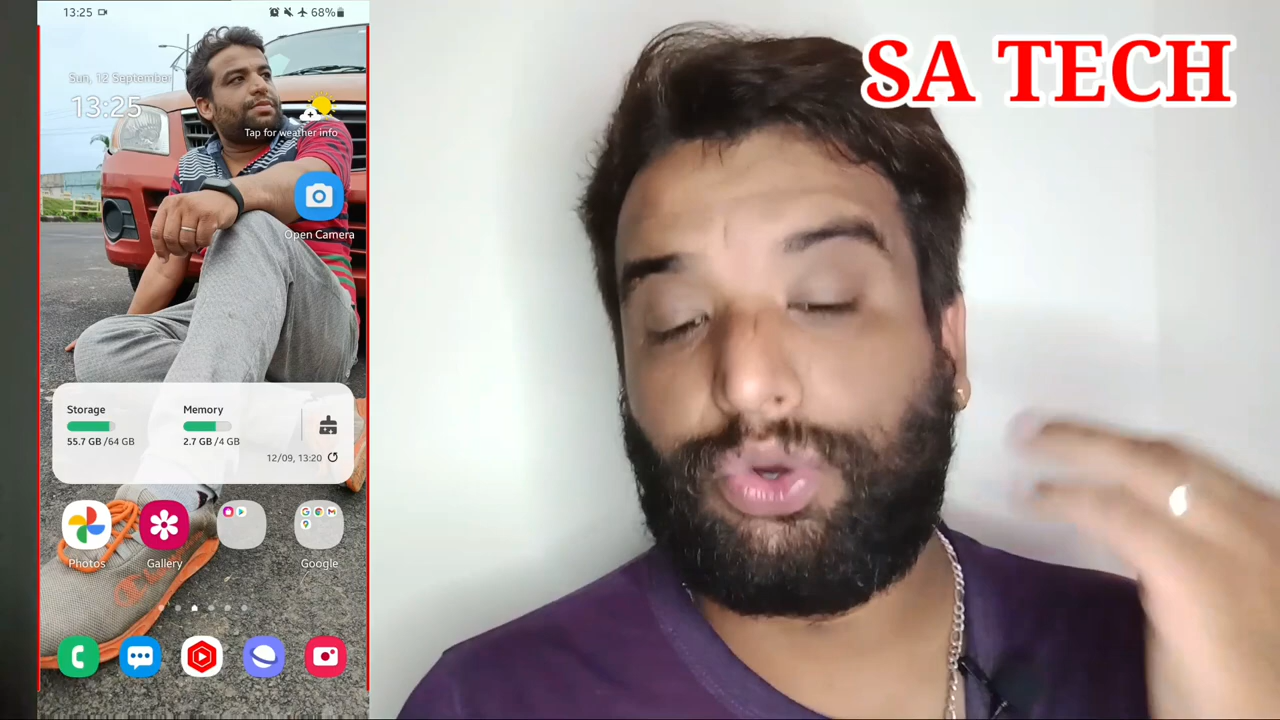 13:25
68%
SA TECH
Sun, 12 September
13:25
Tap for weather info
Open Camera
Storage
Memory
55.7 GB /64 GB
2.7 GB /4 GB
12/09, 13:20
Photos
Gallery
Google